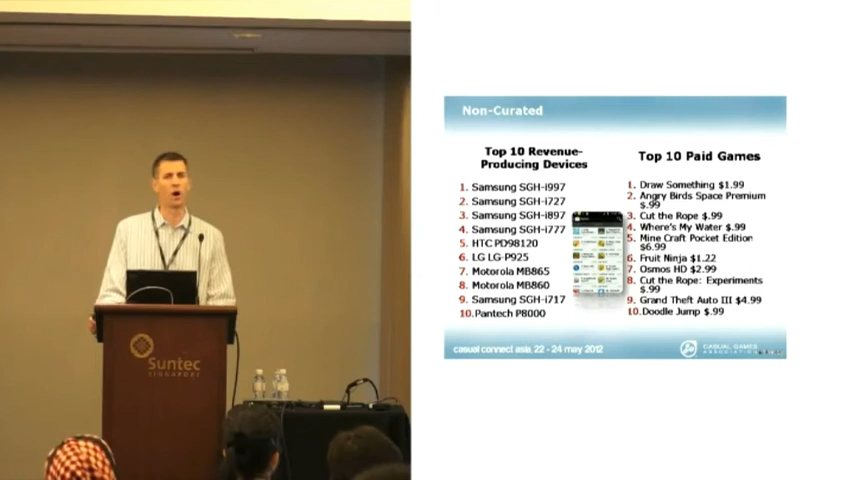 Non-Curated
Top 10 Revenue-
Producing Devices
1. Samsung SGH-i997
2. Samsung SGH-i727
3. Samsung SGH-i897
4. Samsung SGH-i777
5. HTC PD98120
6. LG LG-P925
7. Motorola MB865
8. Motorola MB860
9. Samsung SGH-i717
10. Pantech P8000
Top 10 Paid Games
1. Draw Something $1.99
2. Angry Birds Space Premium
$.99
3. Cut the Rope $.99
4. Where's My Water $.99
5. Mine Craft Pocket Edition
$6.99
6. Fruit Ninja $1.22
7. Osmos HD $2.99
8. Cut the Rope: Experiments
$.99
9. Grand Theft Auto III $4.99
10. Doodle Jump $.99
casual connect asia, 22 - 24 may 2012
CASUAL GAMES
ASSOCIATION
Suntec
SINGAPORE